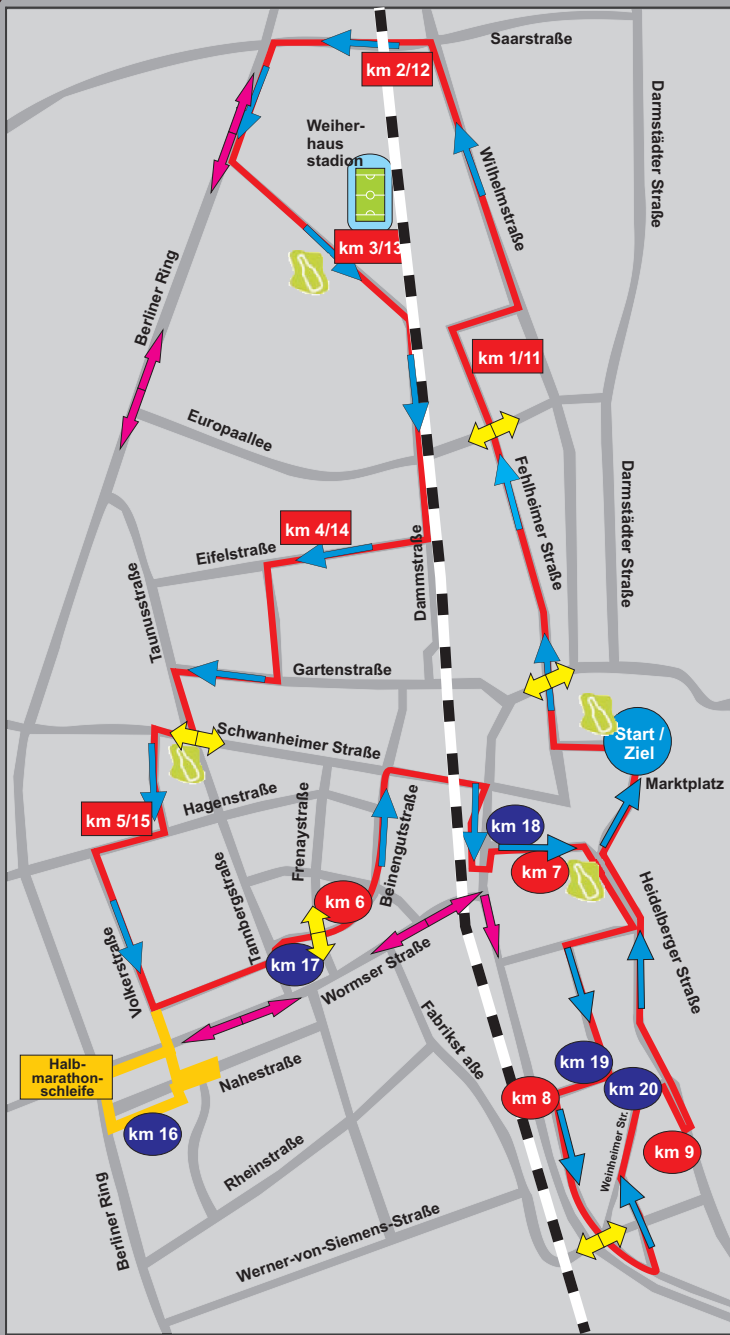 Saarstraße
km 2/12
Darmstädter Straße
Weiher-
haus
stadion
Wilhelmstraße
km 3/13
Berliner Ring
km 1/11
Europaallee
Fehlheimer Straße
Darmstädter Straße
km 4/14
Eifelstraße
Dammstraße
Taunusstraße
Gartenstraße
Start /
Ziel
Schwanheimer Straße
Marktplatz
Hagenstraße
km 5/15
Frenaystraße
Beinengutstraße
km 18
km 7
Tannbergstraße
km 6
Heidelberger Straße
km 17
Volkerstraße
Wormser Straße
Fabrikst aße
Halb-
marathon-
schleife
Nahestraße
km 19
km 20
km 8
km 16
Weinheimer Str.
km 9
Rheinstraße
Berliner Ring
Werner-von-Siemens-Straße